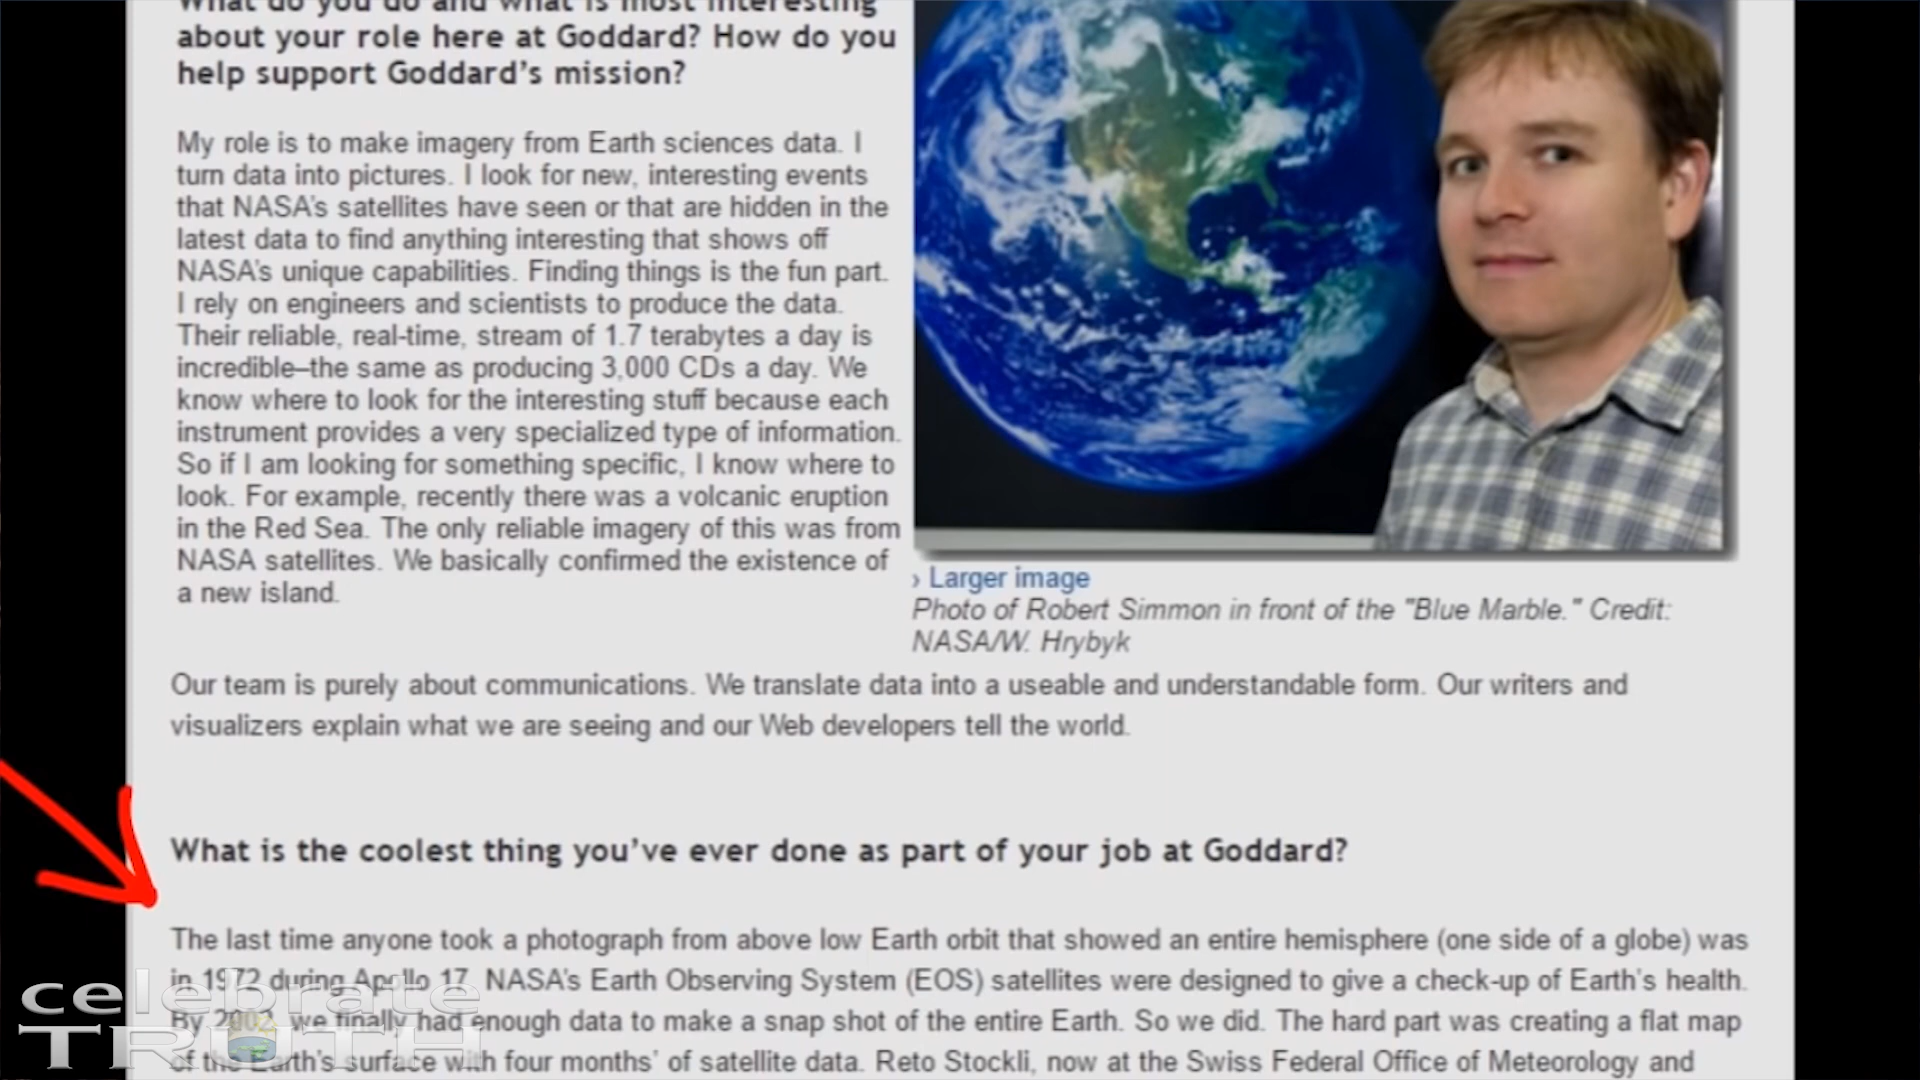 What do you do and what is most interesting
about your role here at Goddard? How do you
help support Goddard's mission?
My role is to make imagery from Earth sciences data. I
turn data into pictures. I look for new, interesting events
that NASA's satellites have seen or that are hidden in the
latest data to find anything interesting that shows off
NASA's unique capabilities. Finding things is the fun part.
I rely on engineers and scientists to produce the data.
Their reliable, real-time, stream of 1.7 terabytes a day is
incredible–the same as producing 3,000 CDs a day. We
know where to look for the interesting stuff because each
instrument provides a very specialized type of information.
So if I am looking for something specific, I know where to
look. For example, recently there was a volcanic eruption
in the Red Sea. The only reliable imagery of this was from
NASA satellites. We basically confirmed the existence of
a new island.
› Larger image
Photo of Robert Simmon in front of the "Blue Marble." Credit:
NASA/W. Hrybyk
Our team is purely about communications. We translate data into a useable and understandable form. Our writers and
visualizers explain what we are seeing and our Web developers tell the world.
What is the coolest thing you've ever done as part of your job at Goddard?
The last time anyone took a photograph from above low Earth orbit that showed an entire hemisphere (one side of a globe) was
in 1972 during Apollo 17. NASA's Earth Observing System (EOS) satellites were designed to give a check-up of Earth's health.
By 2002, we finally had enough data to make a snap shot of the entire Earth. So we did. The hard part was creating a flat map
of the Earth's surface with four months' of satellite data. Reto Stockli, now at the Swiss Federal Office of Meteorology and
celebrate
TRUTH